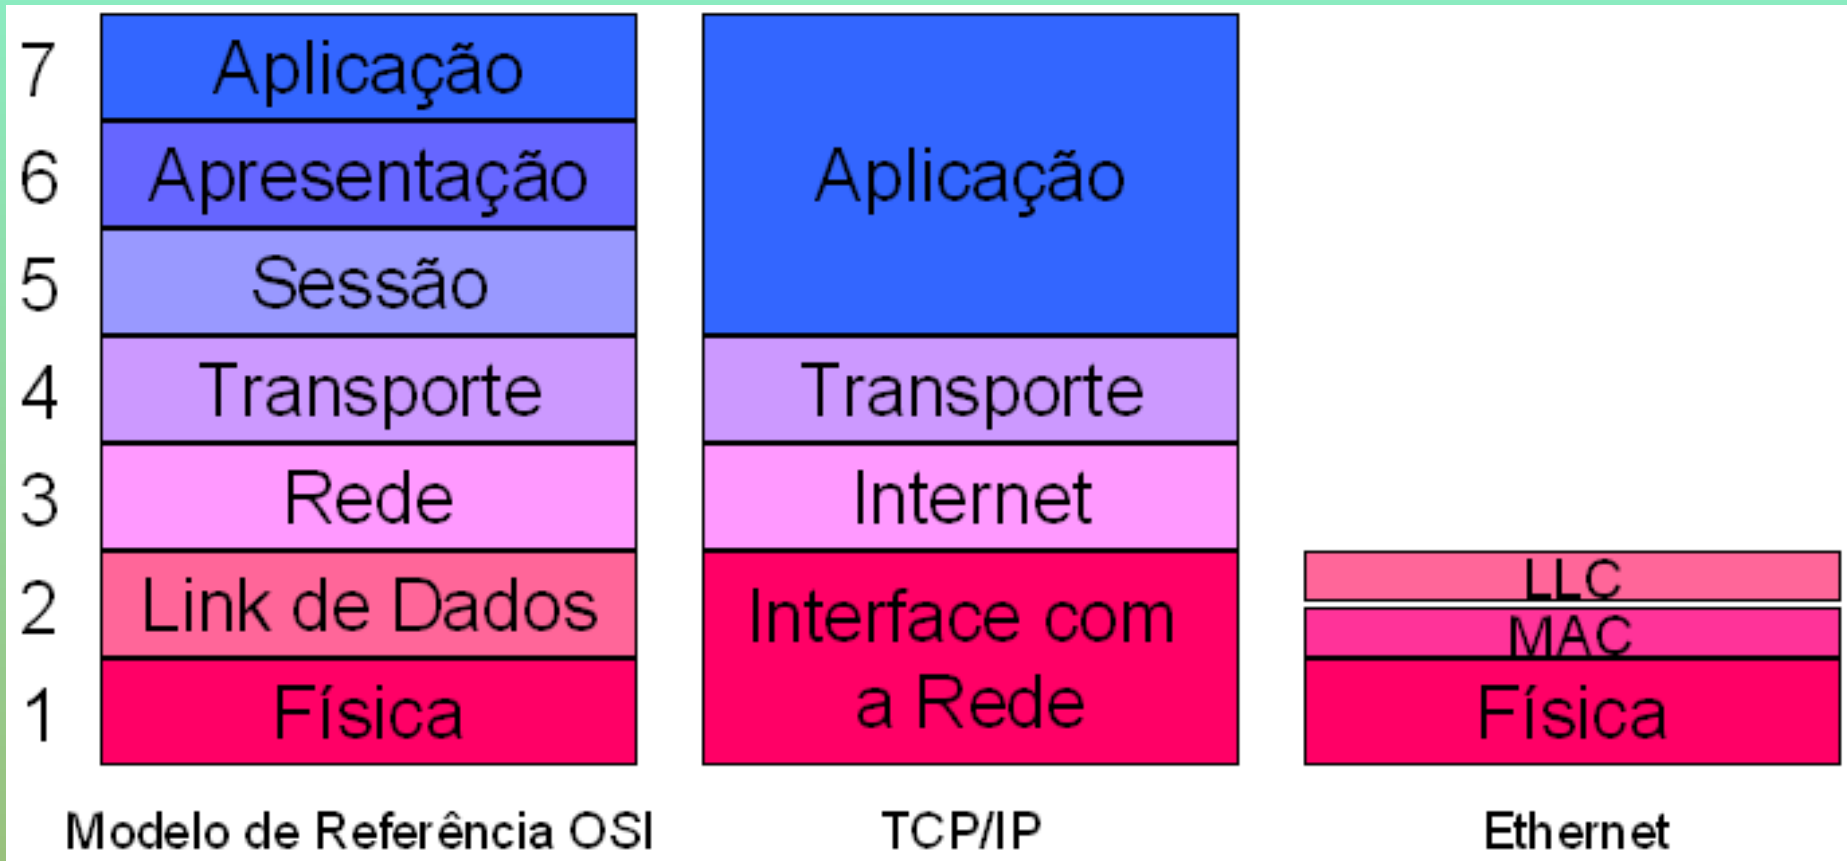 7
Aplicação
6
Apresentação
5
Sessão
4
Transporte
3
Rede
2
Link de Dados
1
Física
Modelo de Referência OSI
Aplicação
Transporte
Internet
Interface com
a Rede
TCP/IP
LLC
MAC
Física
Ethernet